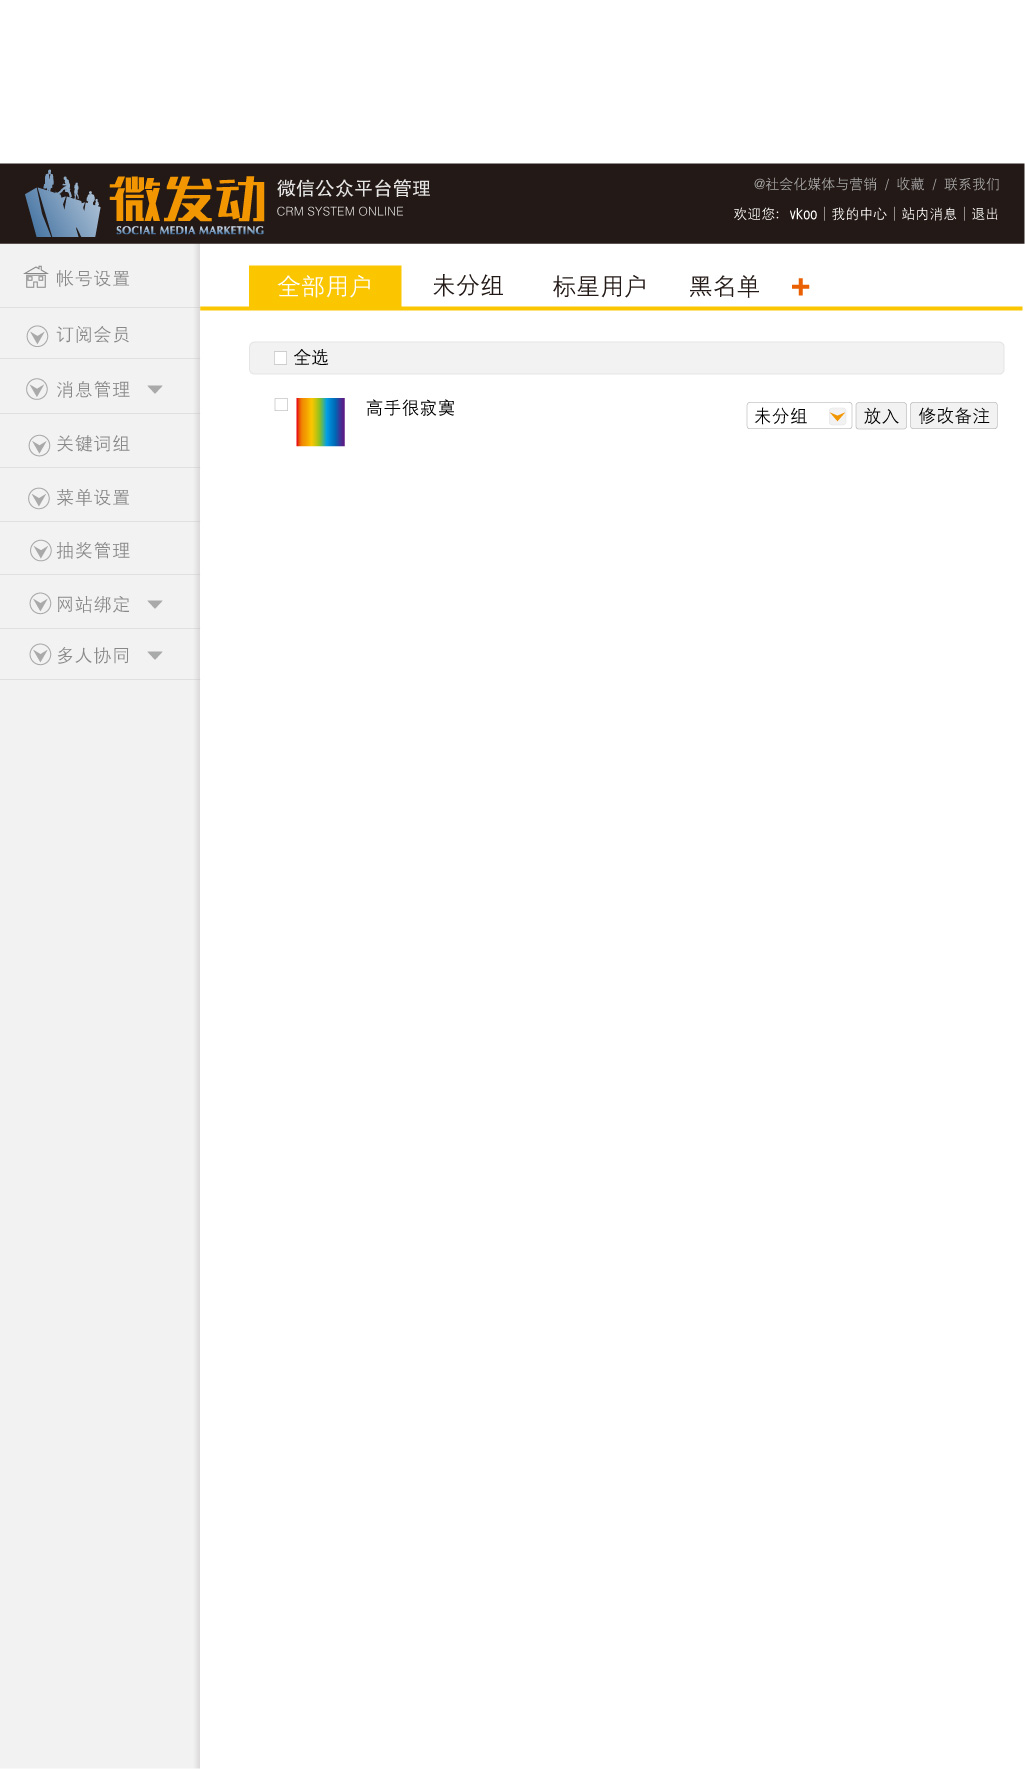 微发动
SOCIAL MEDIA MARKETING
微信公众平台管理
CRM SYSTEM ONLINE
@社会化媒体与营销 / 收藏 / 联系我们
欢迎您: vkoo | 我的中心 | 站内消息 | 退出
帐号设置
订阅会员
消息管理
关键词组
菜单设置
抽奖管理
网站绑定
多人协同
全部用户 未分组 标星用户 黑名单 +
全选
高手很寂寞 未分组 放入 修改备注